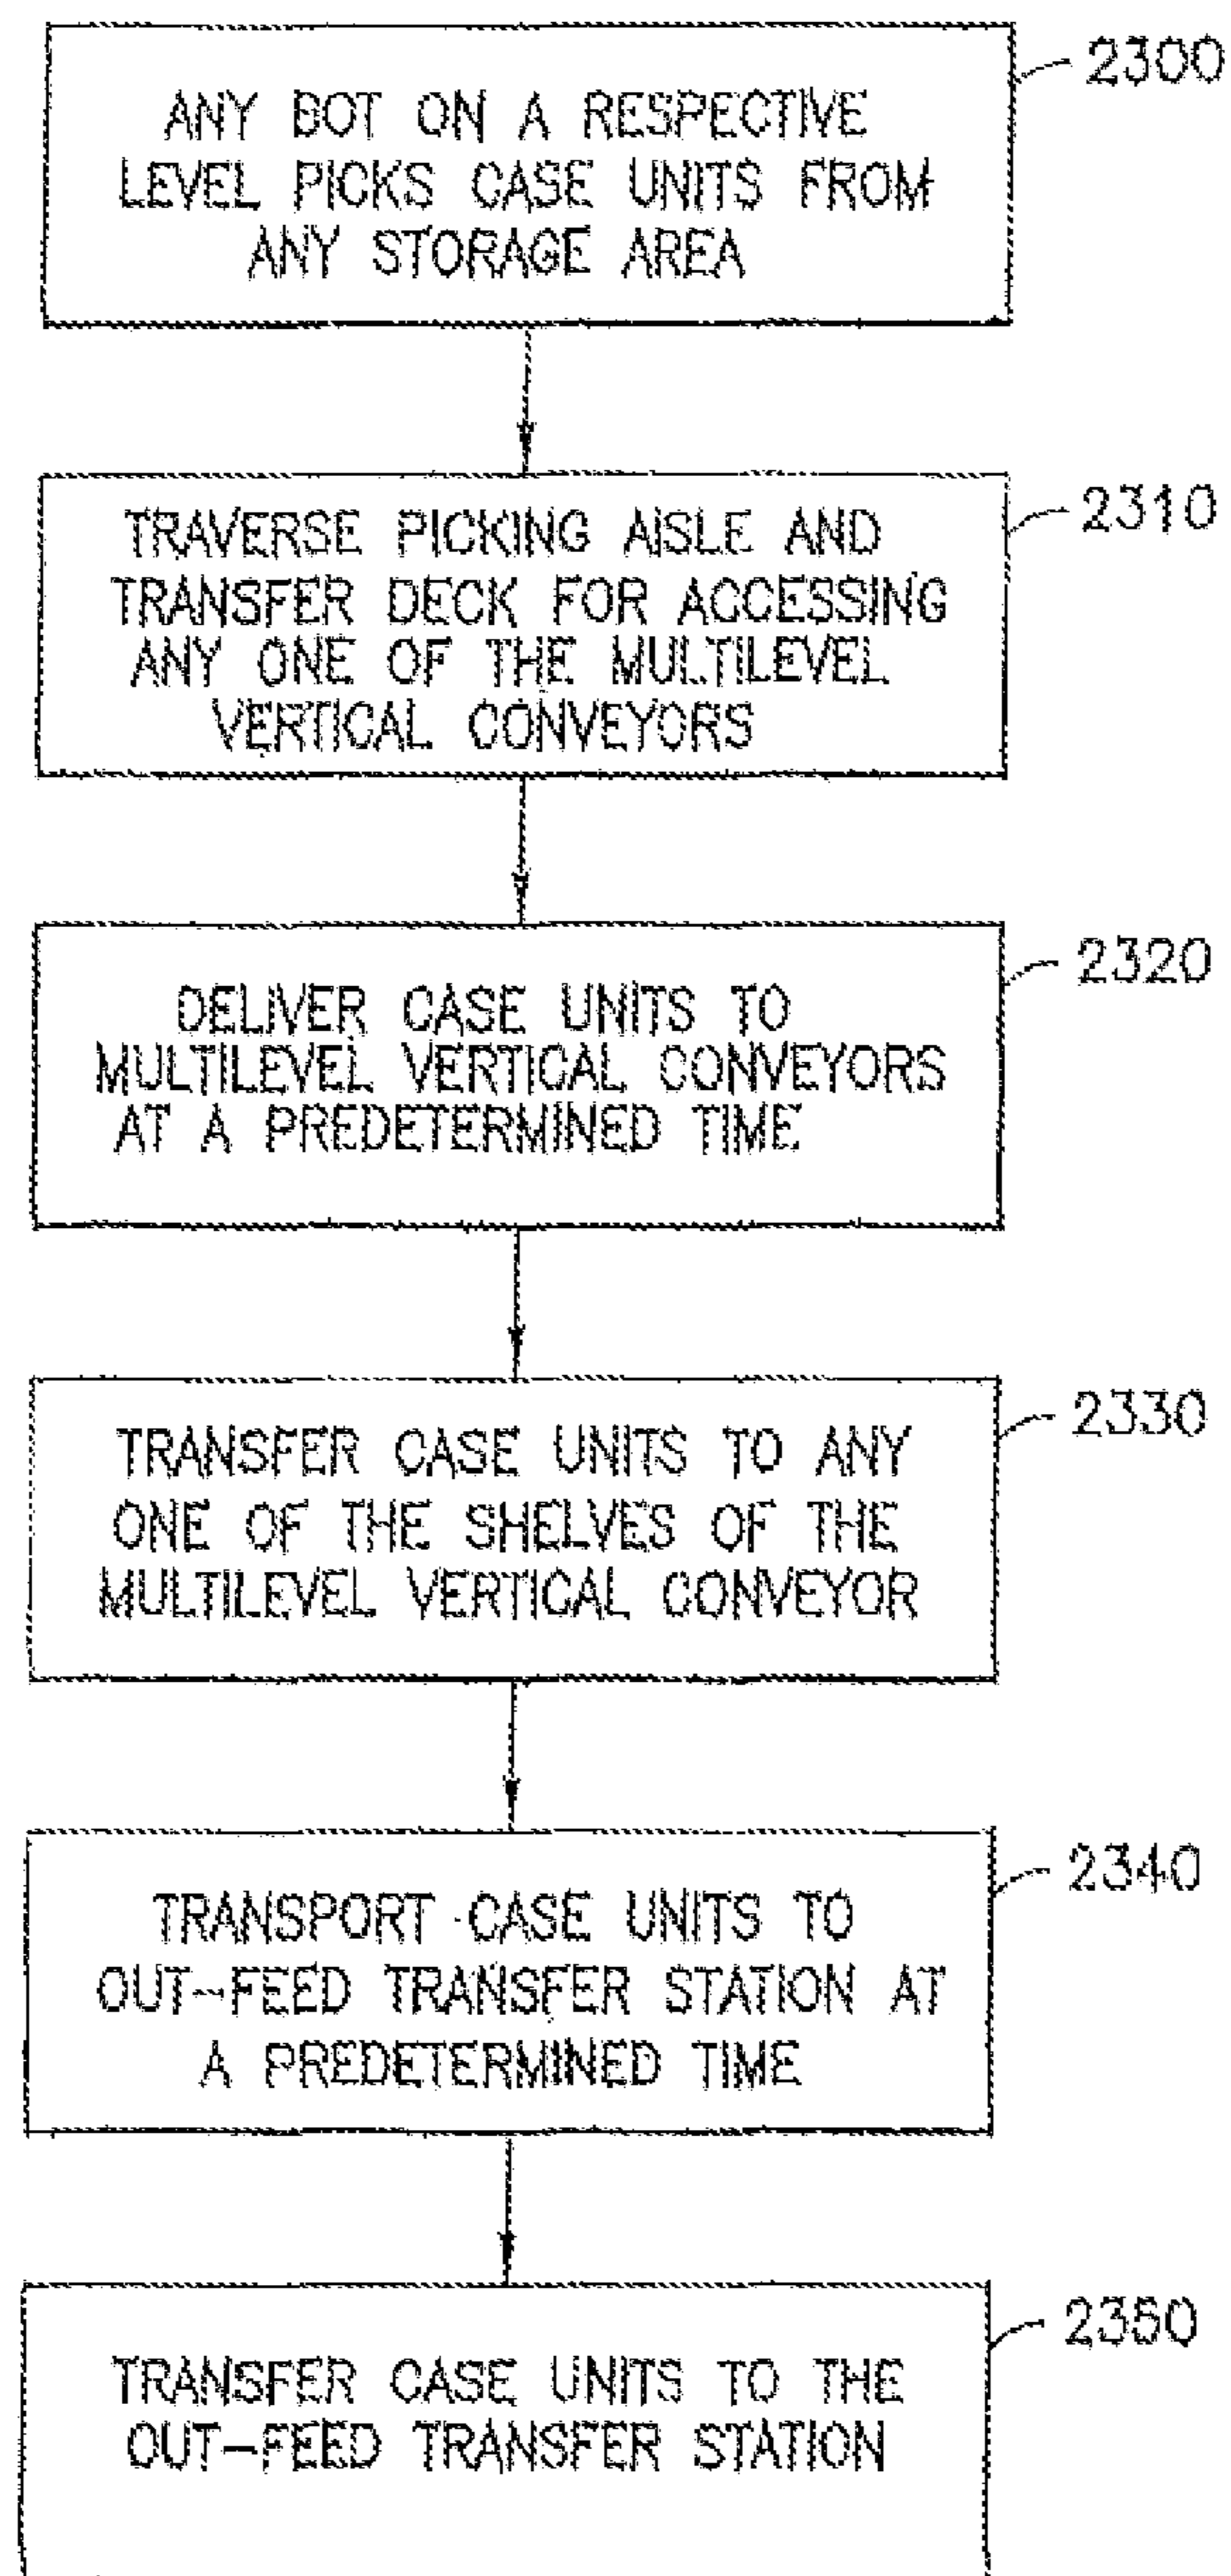 ANY BOT ON A RESPECTIVE
LEVEL PICKS CASE UNITS FROM
ANY STORAGE AREA
2300
TRAVERSE PICKING AISLE AND
TRANSFER DECK FOR ACCESSING
ANY ONE OF THE MULTILEVEL
VERTICAL CONVEYORS
2310
DELIVER CASE UNITS TO
MULTILEVEL VERTICAL CONVEYORS
AT A PREDETERMINED TIME
2320
TRANSFER CASE UNITS TO ANY
ONE OF THE SHELVES OF THE
MULTILEVEL VERTICAL CONVEYOR
2330
TRANSPORT CASE UNITS TO
OUT-FEED TRANSFER STATION AT
A PREDETERMINED TIME
2340
TRANSFER CASE UNITS TO THE
OUT-FEED TRANSFER STATION
2350